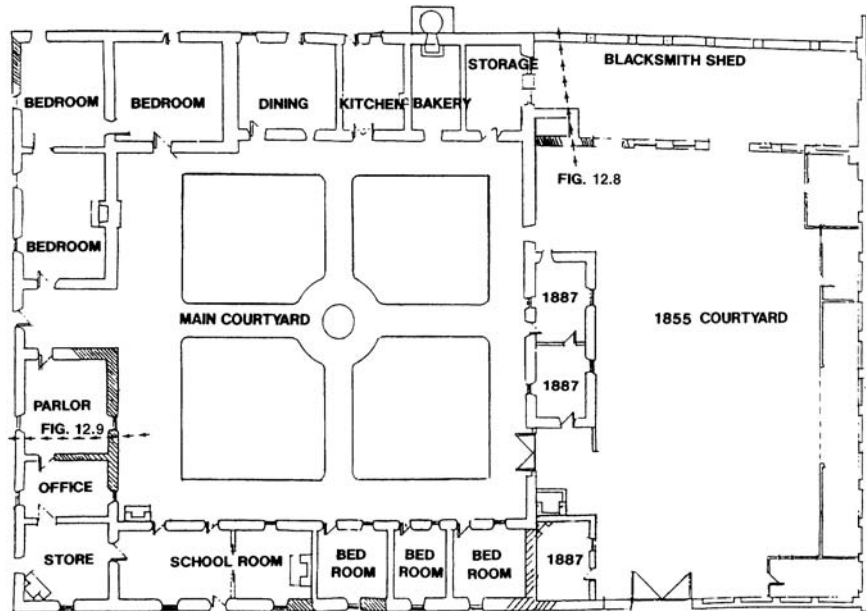 STORAGE
BLACKSMITH SHED
BEDROOM
BEDROOM
DINING
KITCHEN
BAKERY
FIG. 12.8
BEDROOM
1887
MAIN COURTYARD
1855 COURTYARD
1887
PARLOR
FIG. 12.9
OFFICE
STORE
SCHOOL ROOM
BED
ROOM
BED
ROOM
BED
ROOM
1887